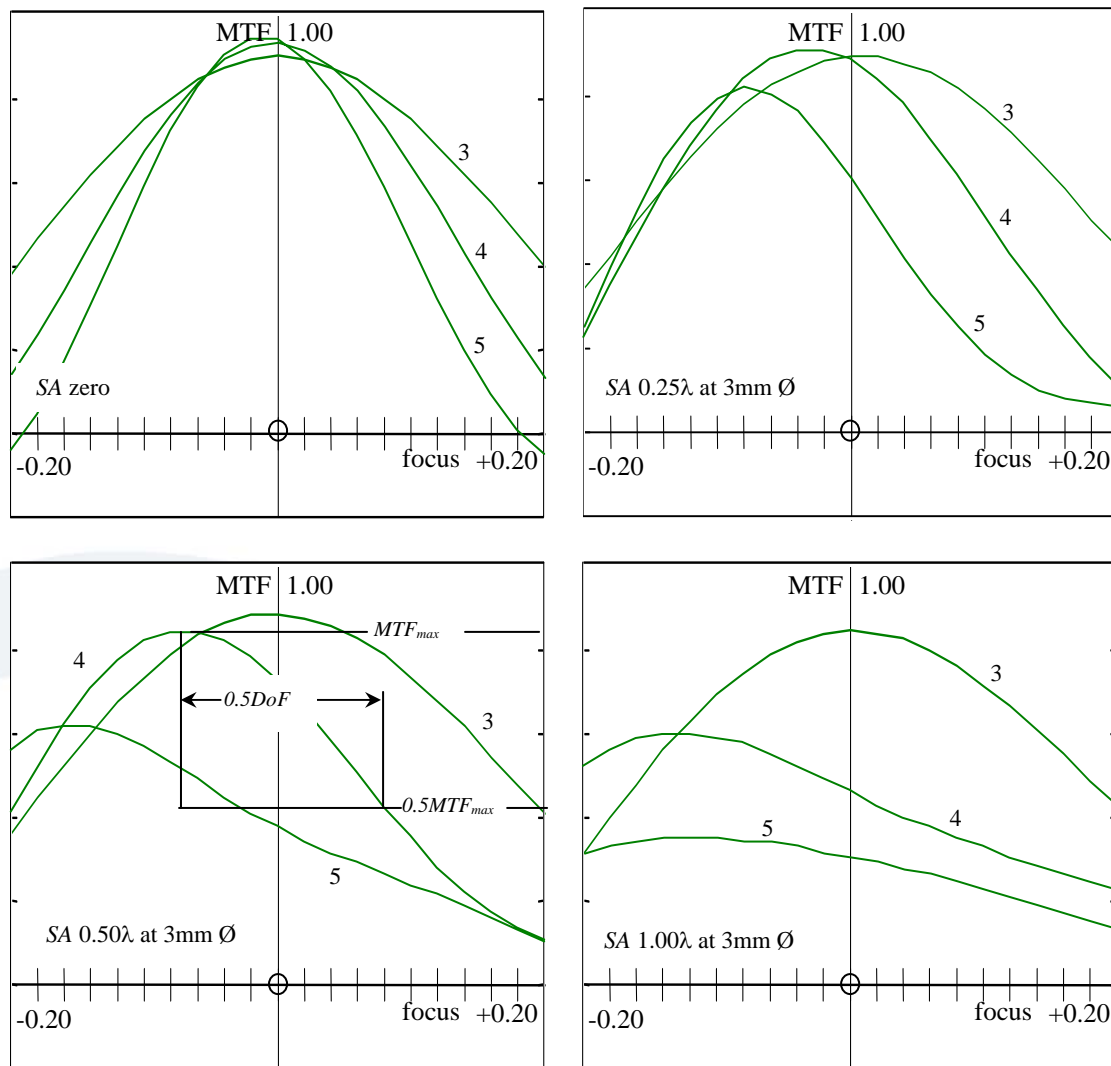 MTF 1.00
3
4
5
SA zero
-0.20 focus +0.20
MTF 1.00
3
4
5
SA 0.25λ at 3mm Ø
-0.20 focus +0.20
MTF 1.00
MTFmax
4
0.5DoF
3
0.5MTFmax
5
SA 0.50λ at 3mm Ø
-0.20 focus +0.20
MTF 1.00
3
4
5
SA 1.00λ at 3mm Ø
-0.20 focus +0.20